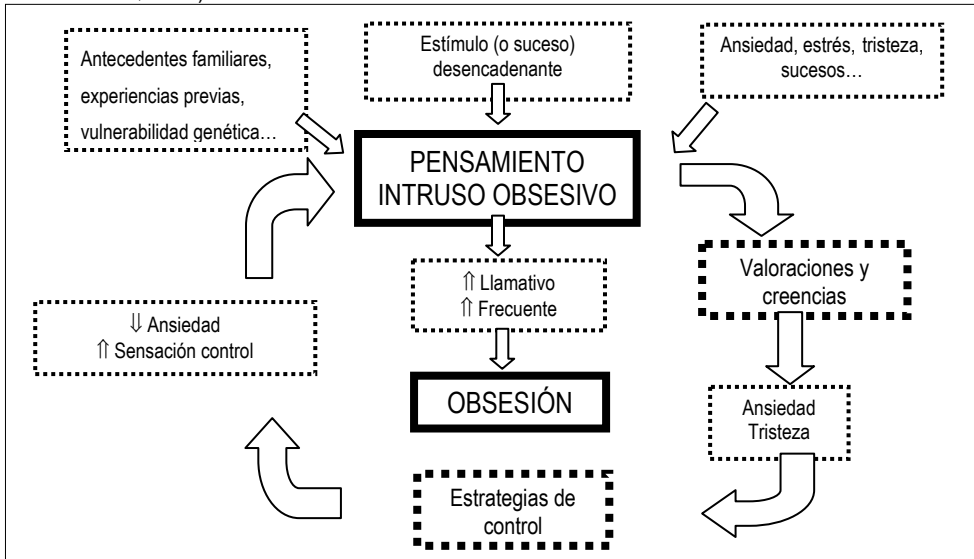 Antecedentes familiares,
experiencias previas,
vulnerabilidad genética…
Estímulo (o suceso)
desencadenante
Ansiedad, estrés, tristeza,
sucesos…
PENSAMIENTO
INTRUSO OBSESIVO
⇑ Llamativo
⇑ Frecuente
Valoraciones y
creencias
⇓ Ansiedad
⇑ Sensación control
OBSESIÓN
Ansiedad
Tristeza
Estrategias de
control